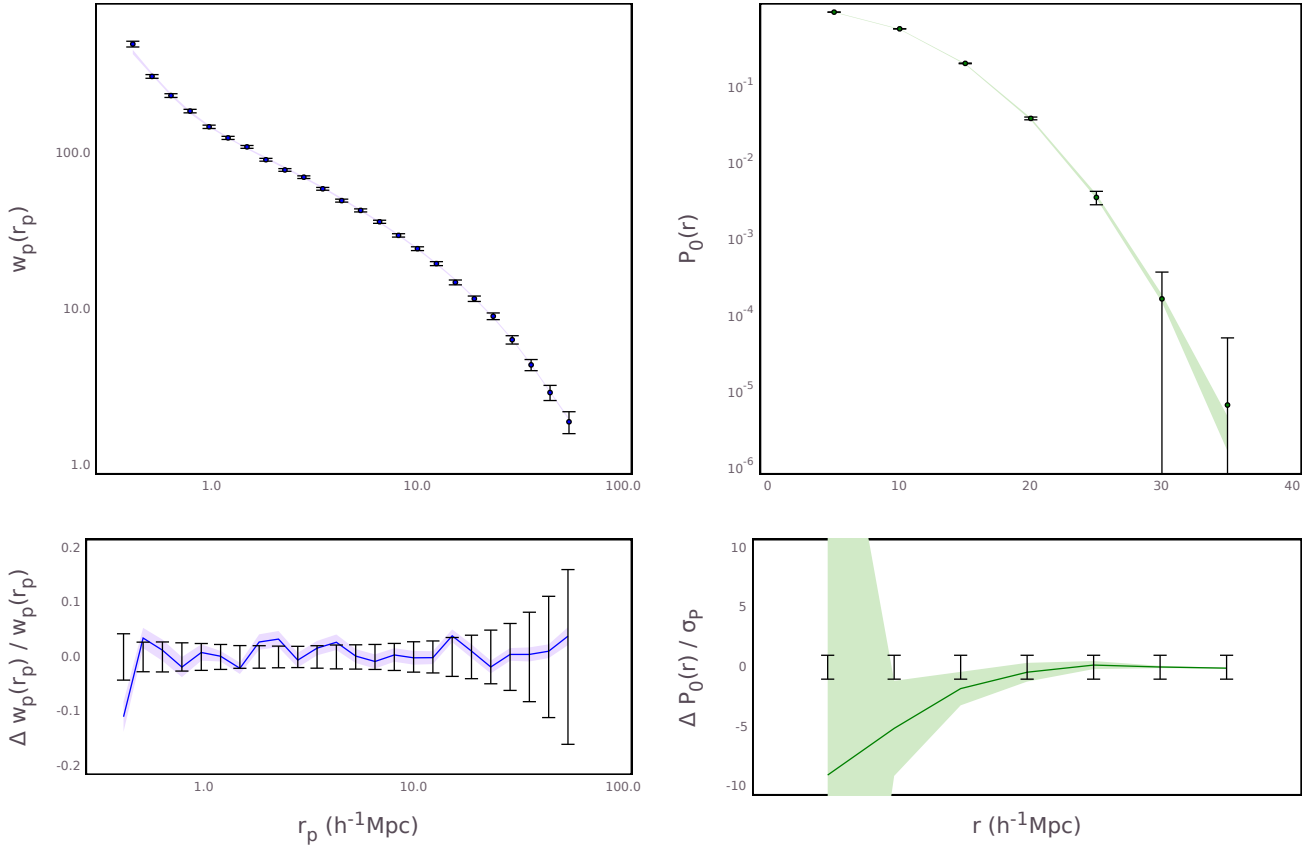 w_p(r_p)
100.0
10.0
1.0
1.0 10.0 100.0
P_0(r)
10^-1
10^-2
10^-3
10^-4
10^-5
10^-6
0 10 20 30 40
Δ w_p(r_p) / w_p(r_p)
0.2
0.1
0.0
-0.1
-0.2
1.0 10.0 100.0
r_p (h^-1Mpc)
Δ P_0(r) / σ_P
10
5
0
-5
-10
r (h^-1Mpc)